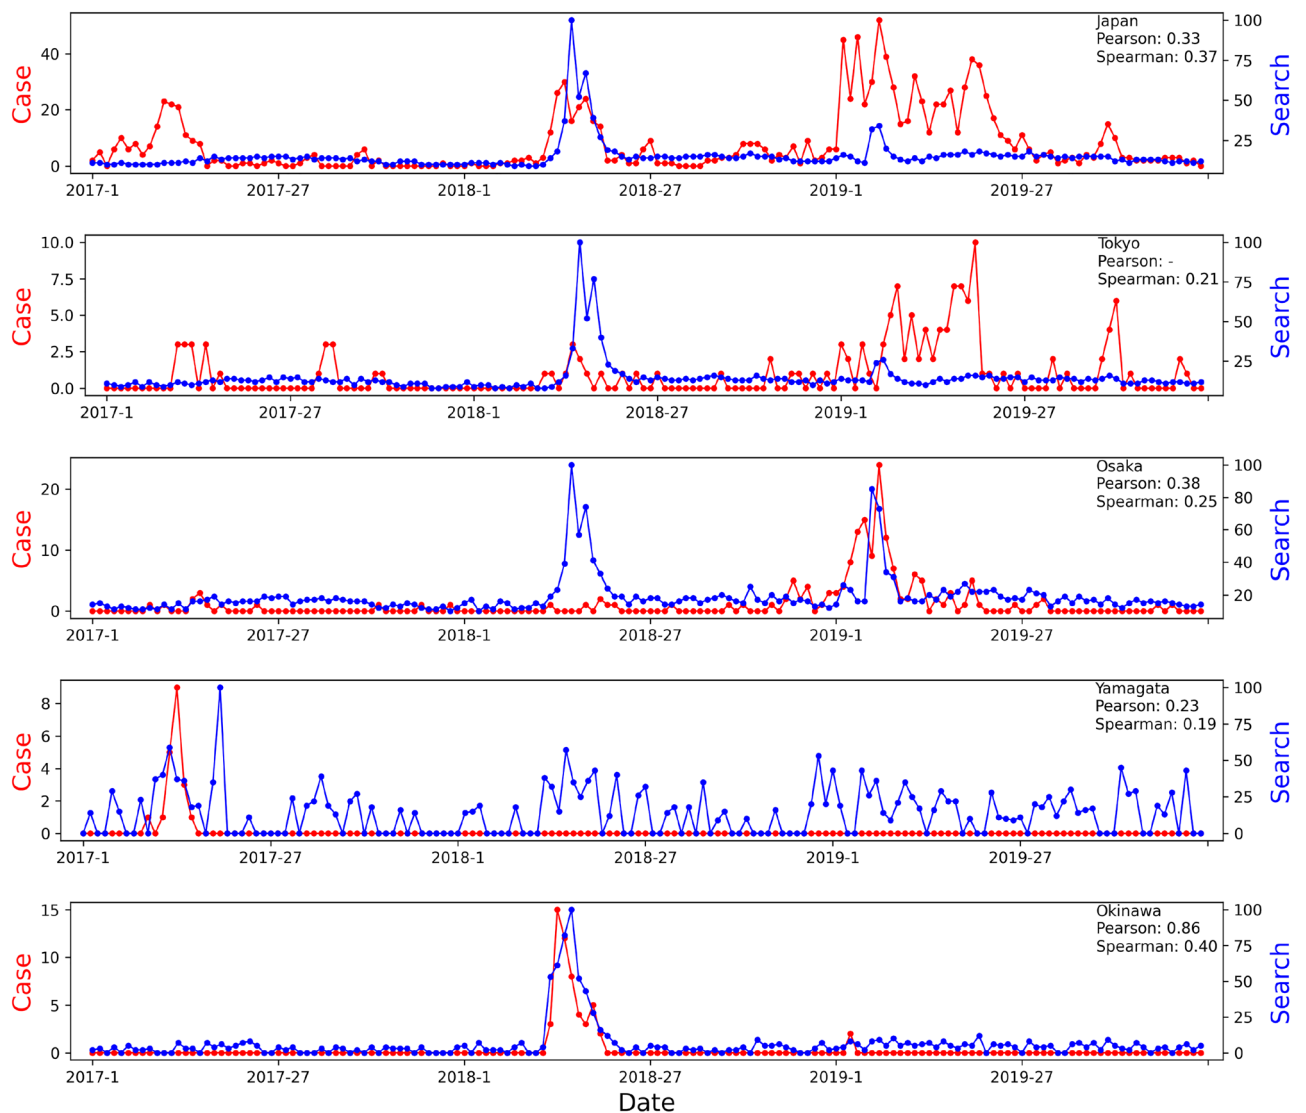 Japan
Pearson: 0.33
Spearman: 0.37
Case
Search
40
20
0
100
75
50
25
2017-1
2017-27
2018-1
2018-27
2019-1
2019-27
Tokyo
Pearson: -
Spearman: 0.21
Case
Search
10.0
7.5
5.0
2.5
0.0
100
75
50
25
2017-1
2017-27
2018-1
2018-27
2019-1
2019-27
Osaka
Pearson: 0.38
Spearman: 0.25
Case
Search
20
10
0
100
80
60
40
20
2017-1
2017-27
2018-1
2018-27
2019-1
2019-27
Yamagata
Pearson: 0.23
Spearman: 0.19
Case
Search
8
6
4
2
0
100
75
50
25
0
2017-1
2017-27
2018-1
2018-27
2019-1
2019-27
Okinawa
Pearson: 0.86
Spearman: 0.40
Case
Search
15
10
5
0
100
75
50
25
0
2017-1
2017-27
2018-1
2018-27
2019-1
2019-27
Date